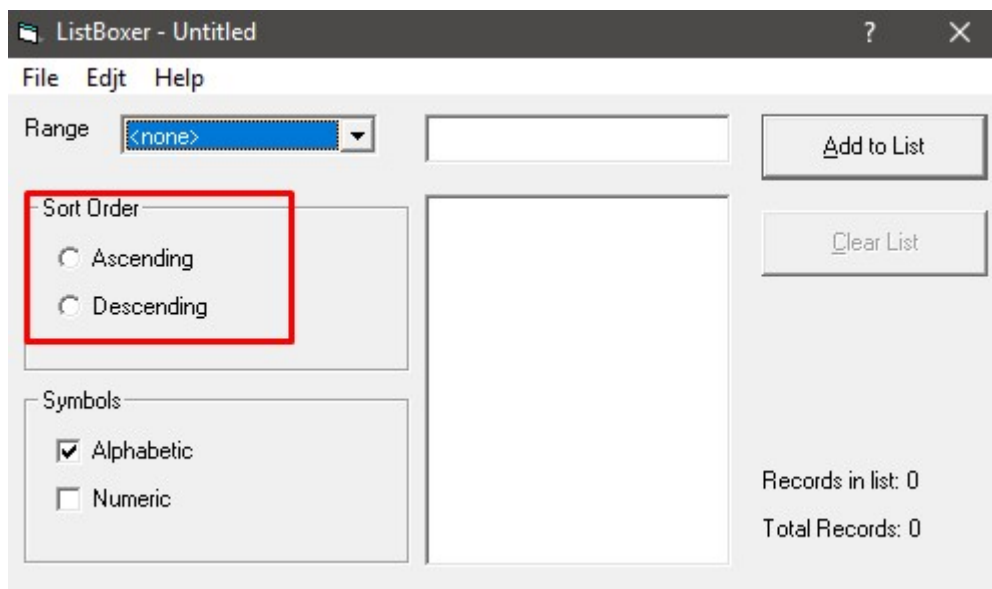 ListBoxer - Untitled
File Edjt Help
Range <none>
Add to List
Sort Order
Ascending
Descending
Clear List
Symbols
Alphabetic
Numeric
Records in list: 0
Total Records: 0